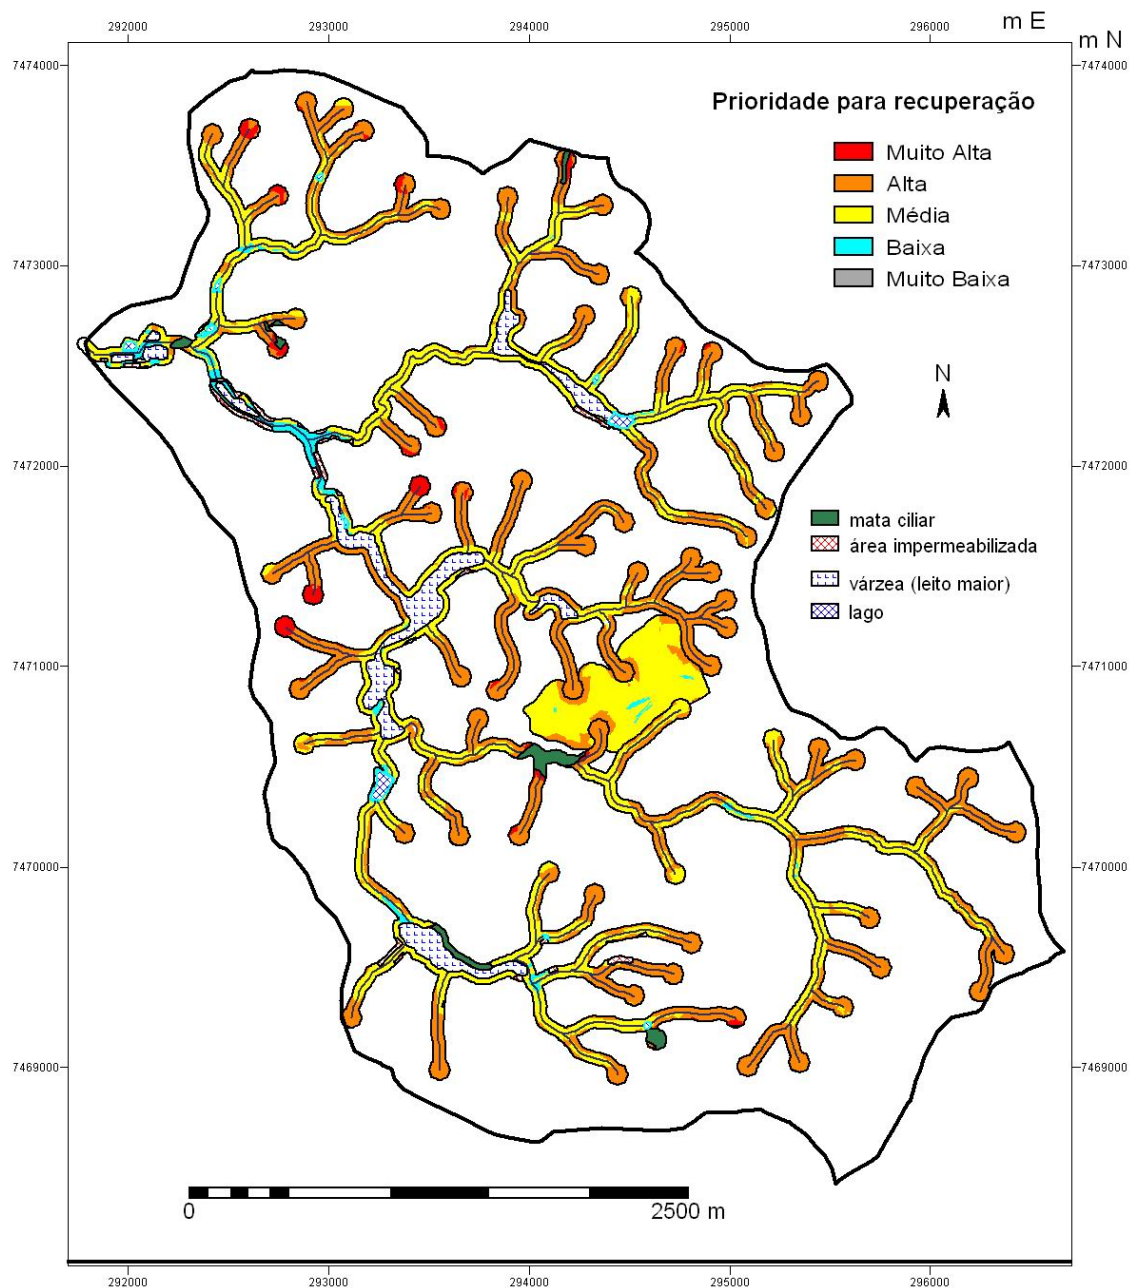 292000 293000 294000 295000 296000 m E
m N
7474000 7474000
Prioridade para recuperação
Muito Alta
Alta
Média
Baixa
Muito Baixa
7473000 7473000
N
7472000 7472000
mata ciliar
área impermeabilizada
várzea (leito maior)
lago
7471000 7471000
7470000 7470000
7469000 7469000
0 2500 m
292000 293000 294000 295000 296000